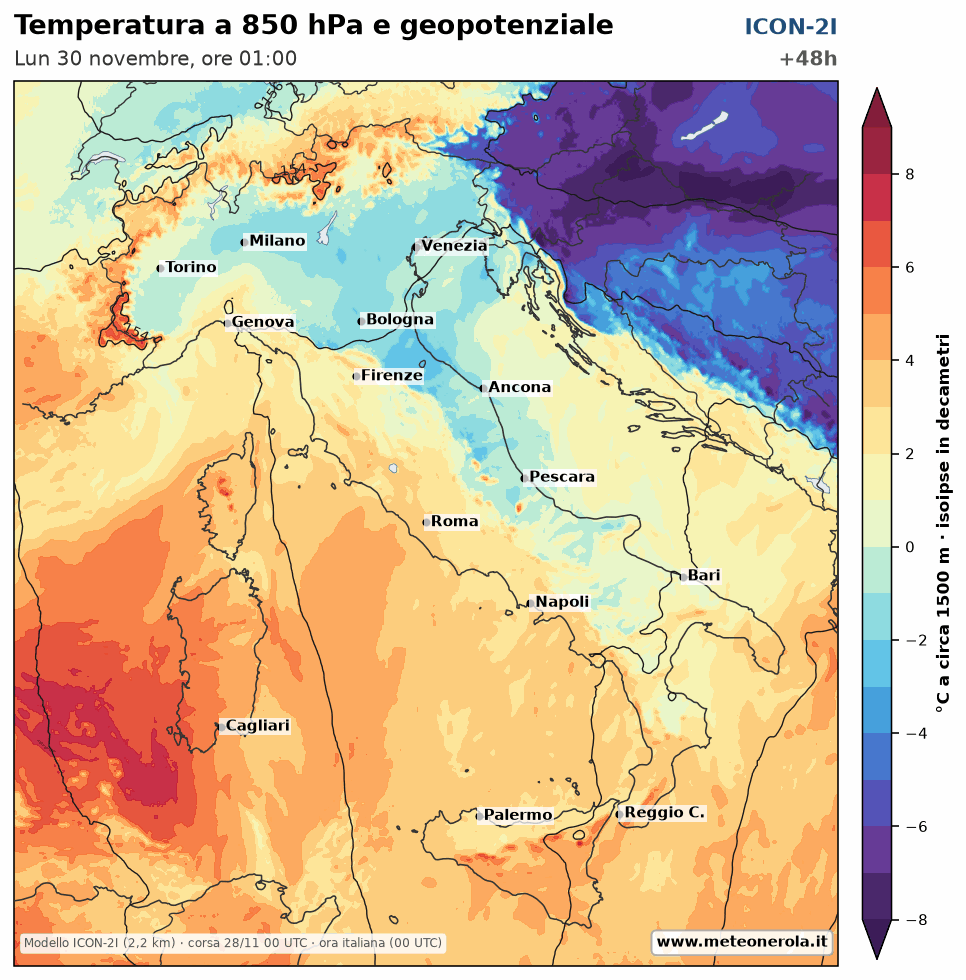 Temperatura a 850 hPa e geopotenziale
ICON-2I
Lun 30 novembre, ore 01:00
+48h
Milano
Venezia
Torino
Genova
Bologna
Firenze
Ancona
Pescara
Roma
Bari
Napoli
Cagliari
Palermo
Reggio C.
8
6
4
2
0
−2
−4
−6
−8
°C a circa 1500 m · isoipse in decametri
Modello ICON-2I (2,2 km) · corsa 28/11 00 UTC · ora italiana (00 UTC)
www.meteonerola.it